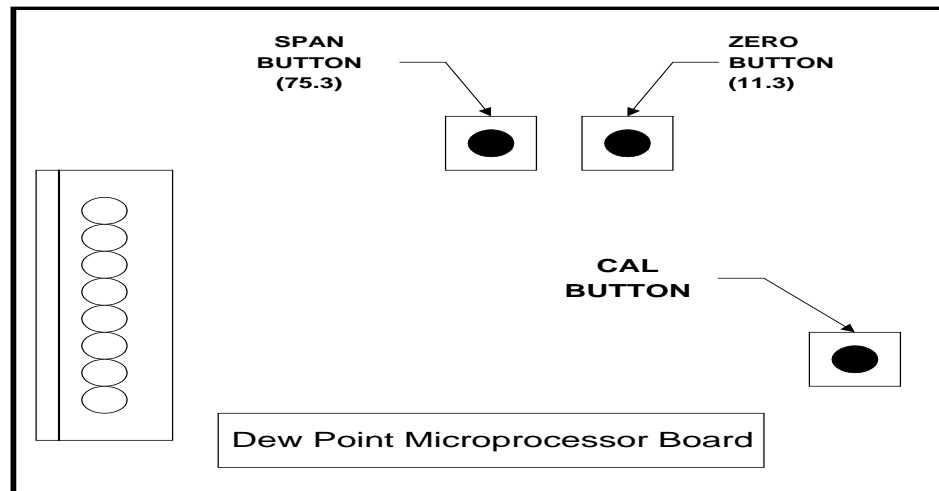 SPAN
BUTTON
(75.3)
ZERO
BUTTON
(11.3)
CAL
BUTTON
Dew Point Microprocessor Board